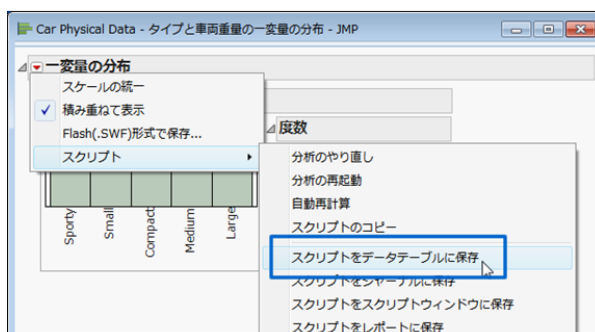 Car Physical Data - タイプと車両重量の一変量の分布 - JMP
一変量の分布
スケールの統一
積み重ねて表示
Flash(.SWF)形式で保存...
スクリプト
度数
Sporty
Small
Compact
Medium
Large
分析のやり直し
分析の再起動
自動再計算
スクリプトのコピー
スクリプトをデータテーブルに保存
スクリプトをジャーナルに保存
スクリプトをスクリプトウィンドウに保存
スクリプトをレポートに保存